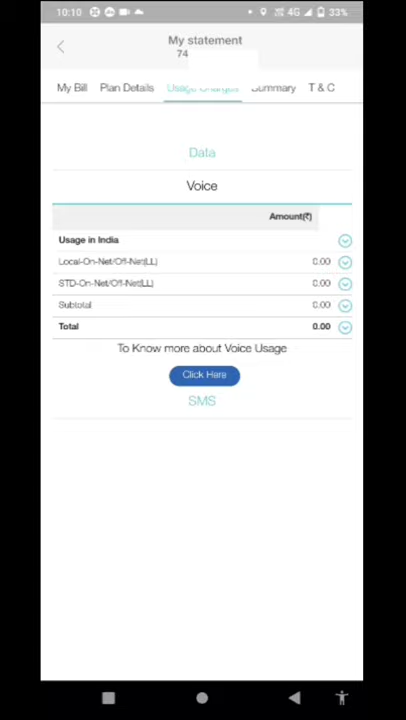 10:10 4G 33%
My statement
74
My Bill Plan Details Usage Charges Summary T & C
Data
Voice
Amount(₹)
Usage in India
Local-On-Net/Off-Net(LL) 0.00
STD-On-Net/Off-Net(LL) 0.00
Subtotal 0.00
Total 0.00
To Know more about Voice Usage
Click Here
SMS